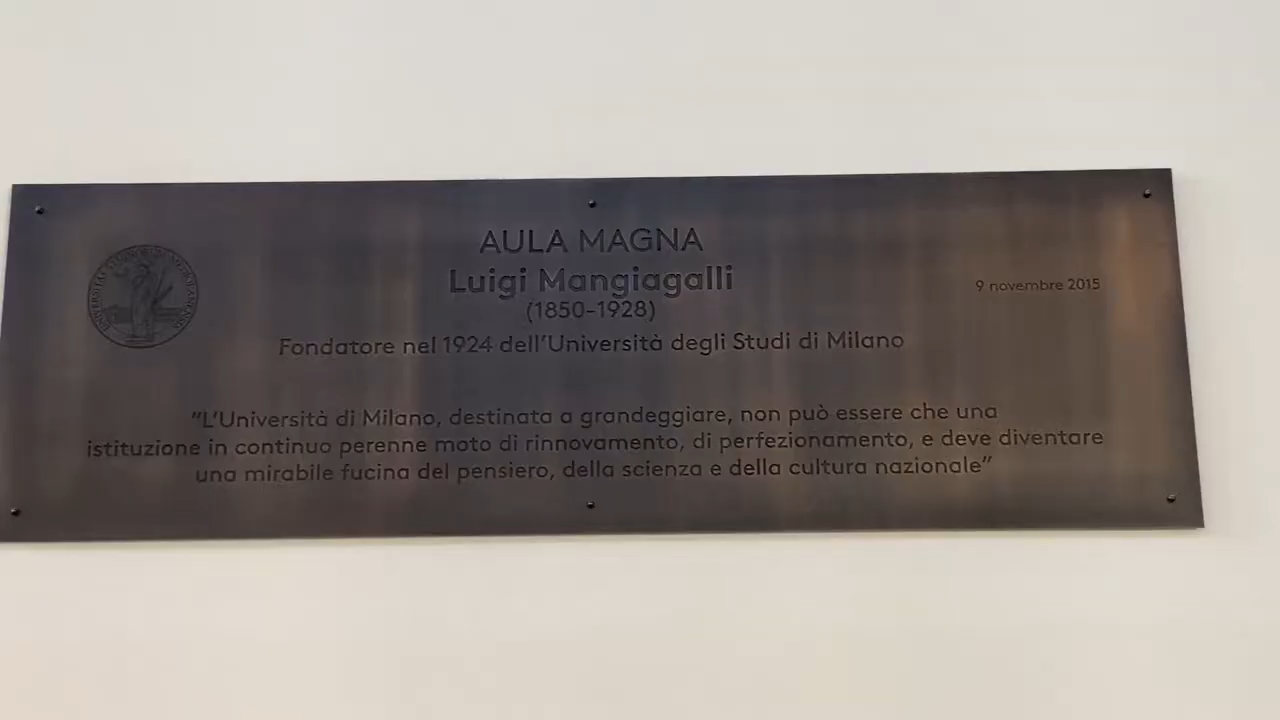 AULA MAGNA
Luigi Mangiagalli
(1850-1928)
9 novembre 2015
Fondatore nel 1924 dell'Università degli Studi di Milano
"L'Università di Milano, destinata a grandeggiare, non può essere che una
istituzione in continuo perenne moto di rinnovamento, di perfezionamento, e deve diventare
una mirabile fucina del pensiero, della scienza e della cultura nazionale"